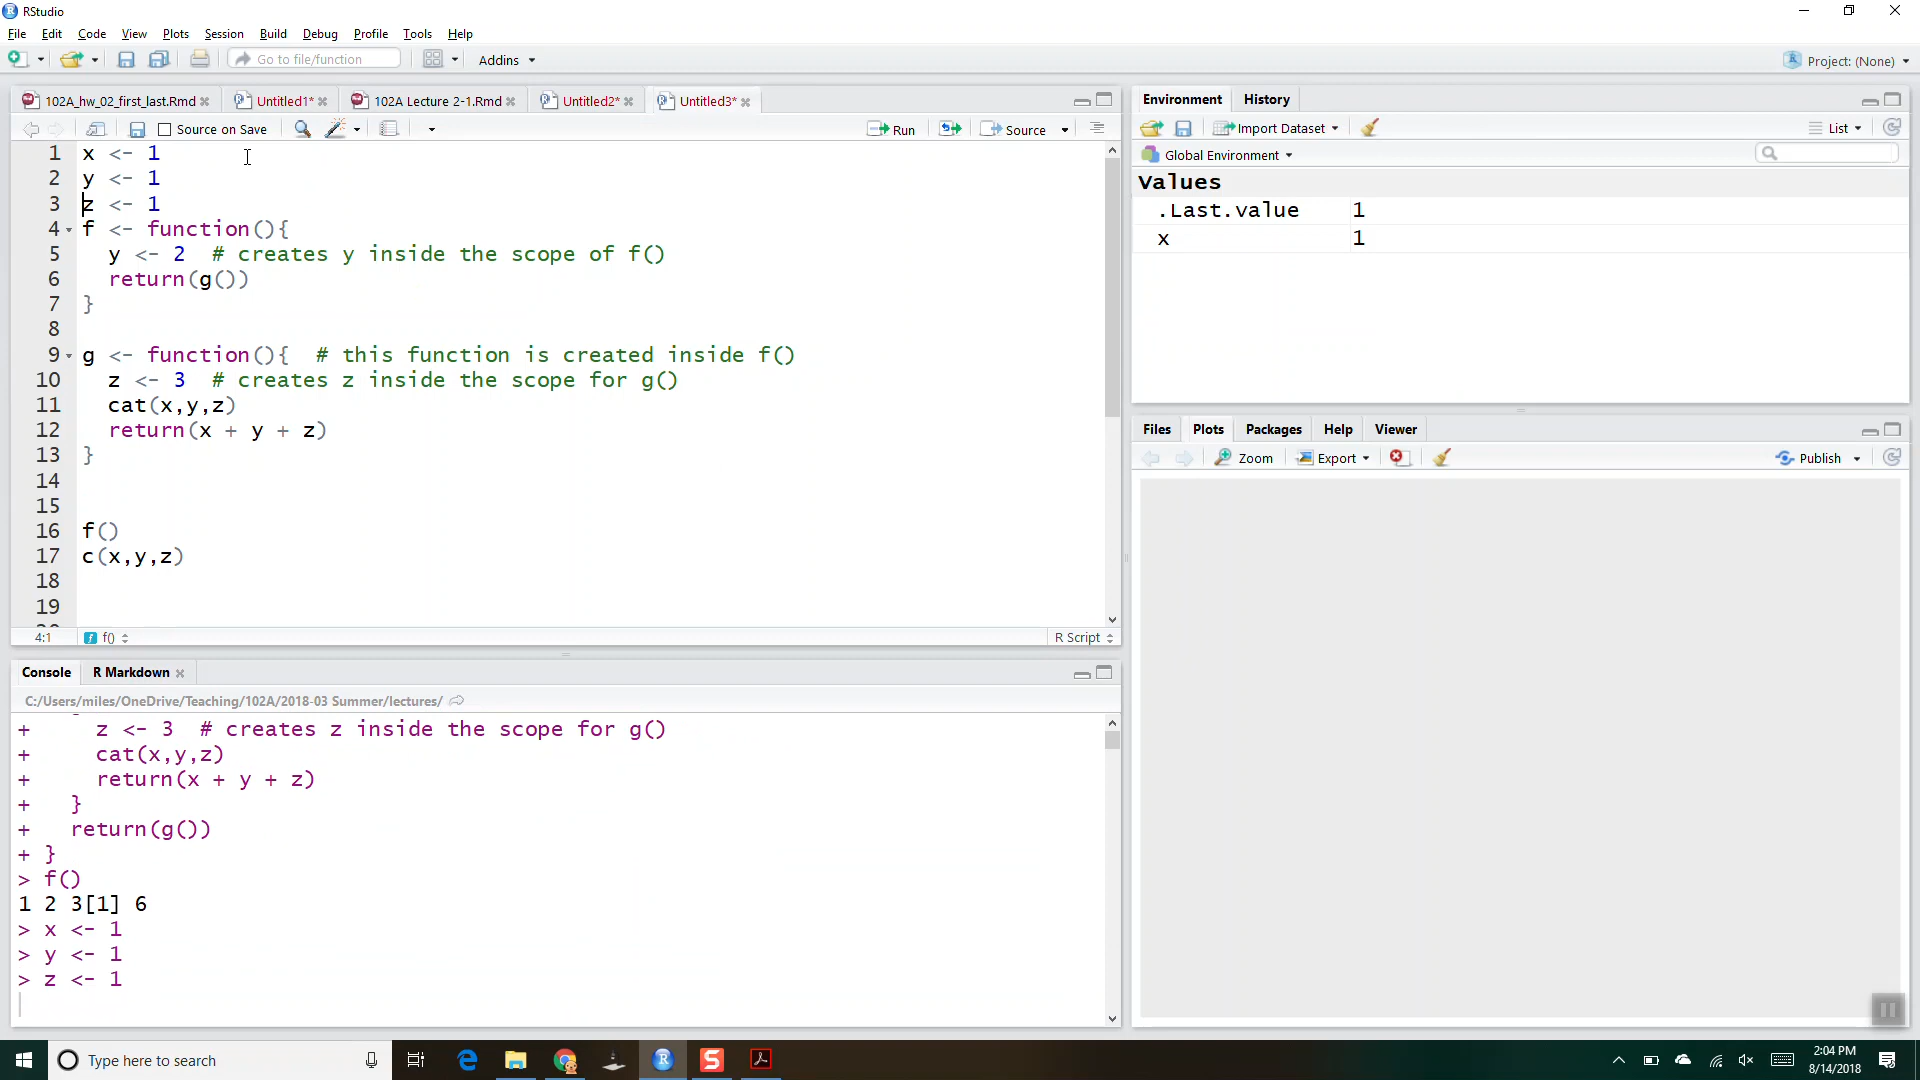 RStudio
File Edit Code View Plots Session Build Debug Profile Tools Help
Go to file/function Addins Project: (None)
102A_hw_02_first_last.Rmd Untitled1* 102A Lecture 2-1.Rmd Untitled2* Untitled3*
Source on Save Run Source
1 x <- 1
2 y <- 1
3 z <- 1
4 f <- function(){
5   y <- 2  # creates y inside the scope of f()
6   return(g())
7 }
8
9 g <- function(){  # this function is created inside f()
10   z <- 3  # creates z inside the scope for g()
11   cat(x,y,z)
12   return(x + y + z)
13 }
14
15
16 f()
17 c(x,y,z)
18
19
4:1 f() R Script
Console R Markdown
C:/Users/miles/OneDrive/Teaching/102A/2018-03 Summer/lectures/
+     z <- 3  # creates z inside the scope for g()
+     cat(x,y,z)
+     return(x + y + z)
+   }
+   return(g())
+ }
> f()
1 2 3[1] 6
> x <- 1
> y <- 1
> z <- 1
Environment History
Import Dataset List
Global Environment
Values
.Last.value 1
x 1
Files Plots Packages Help Viewer
Zoom Export Publish
Type here to search
2:04 PM
8/14/2018